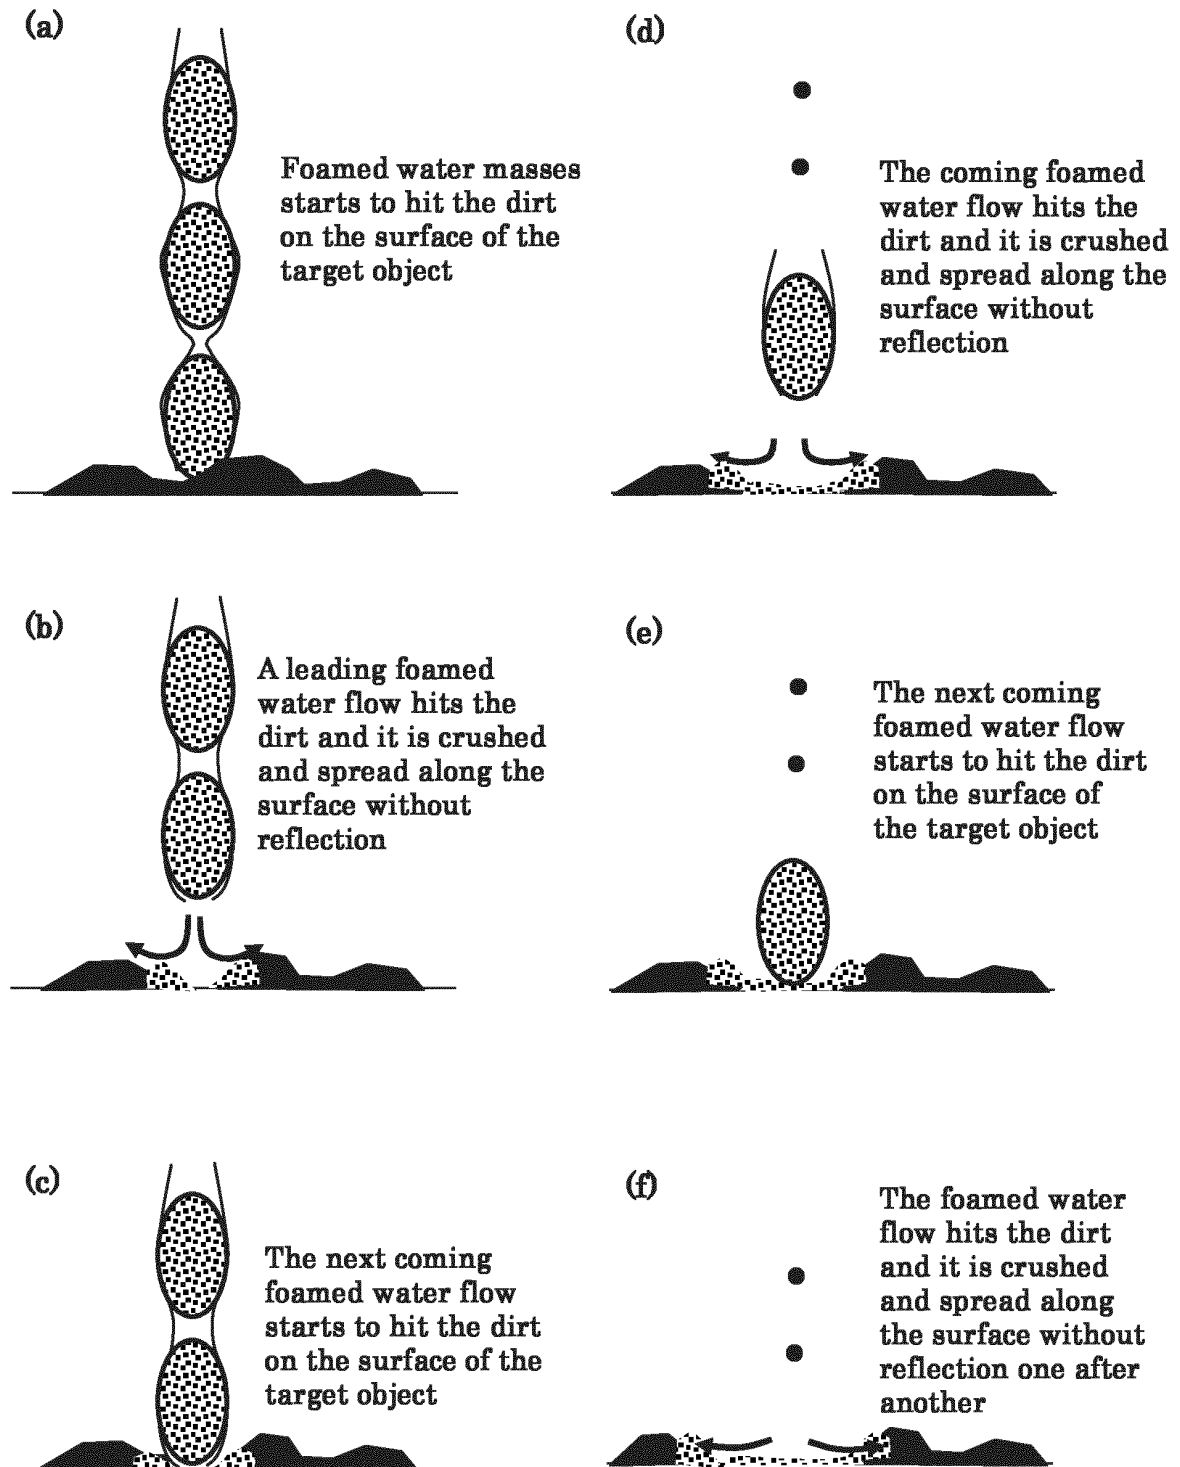 (a)
Foamed water masses
starts to hit the dirt
on the surface of the
target object
(b)
A leading foamed
water flow hits the
dirt and it is crushed
and spread along the
surface without
reflection
(c)
The next coming
foamed water flow
starts to hit the dirt
on the surface of the
target object
(d)
The coming foamed
water flow hits the
dirt and it is crushed
and spread along the
surface without
reflection
(e)
The next coming
foamed water flow
starts to hit the dirt
on the surface of
the target object
(f)
The foamed water
flow hits the dirt
and it is crushed
and spread along
the surface without
reflection one after
another